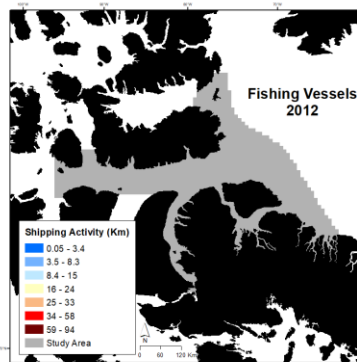 Fishing Vessels
2012
Shipping Activity (Km)
0.05 - 3.4
3.5 - 8.3
8.4 - 15
16 - 24
25 - 33
34 - 58
59 - 94
Study Area
N
0
60
120 Km